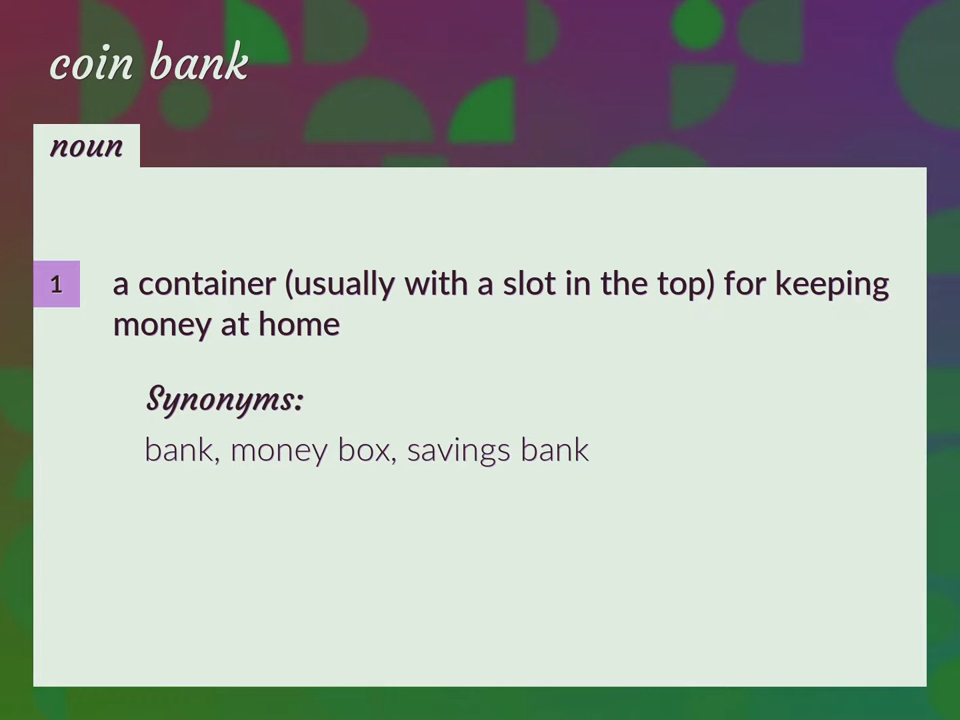 coin bank
noun
1
a container (usually with a slot in the top) for keeping
money at home
Synonyms:
bank, money box, savings bank